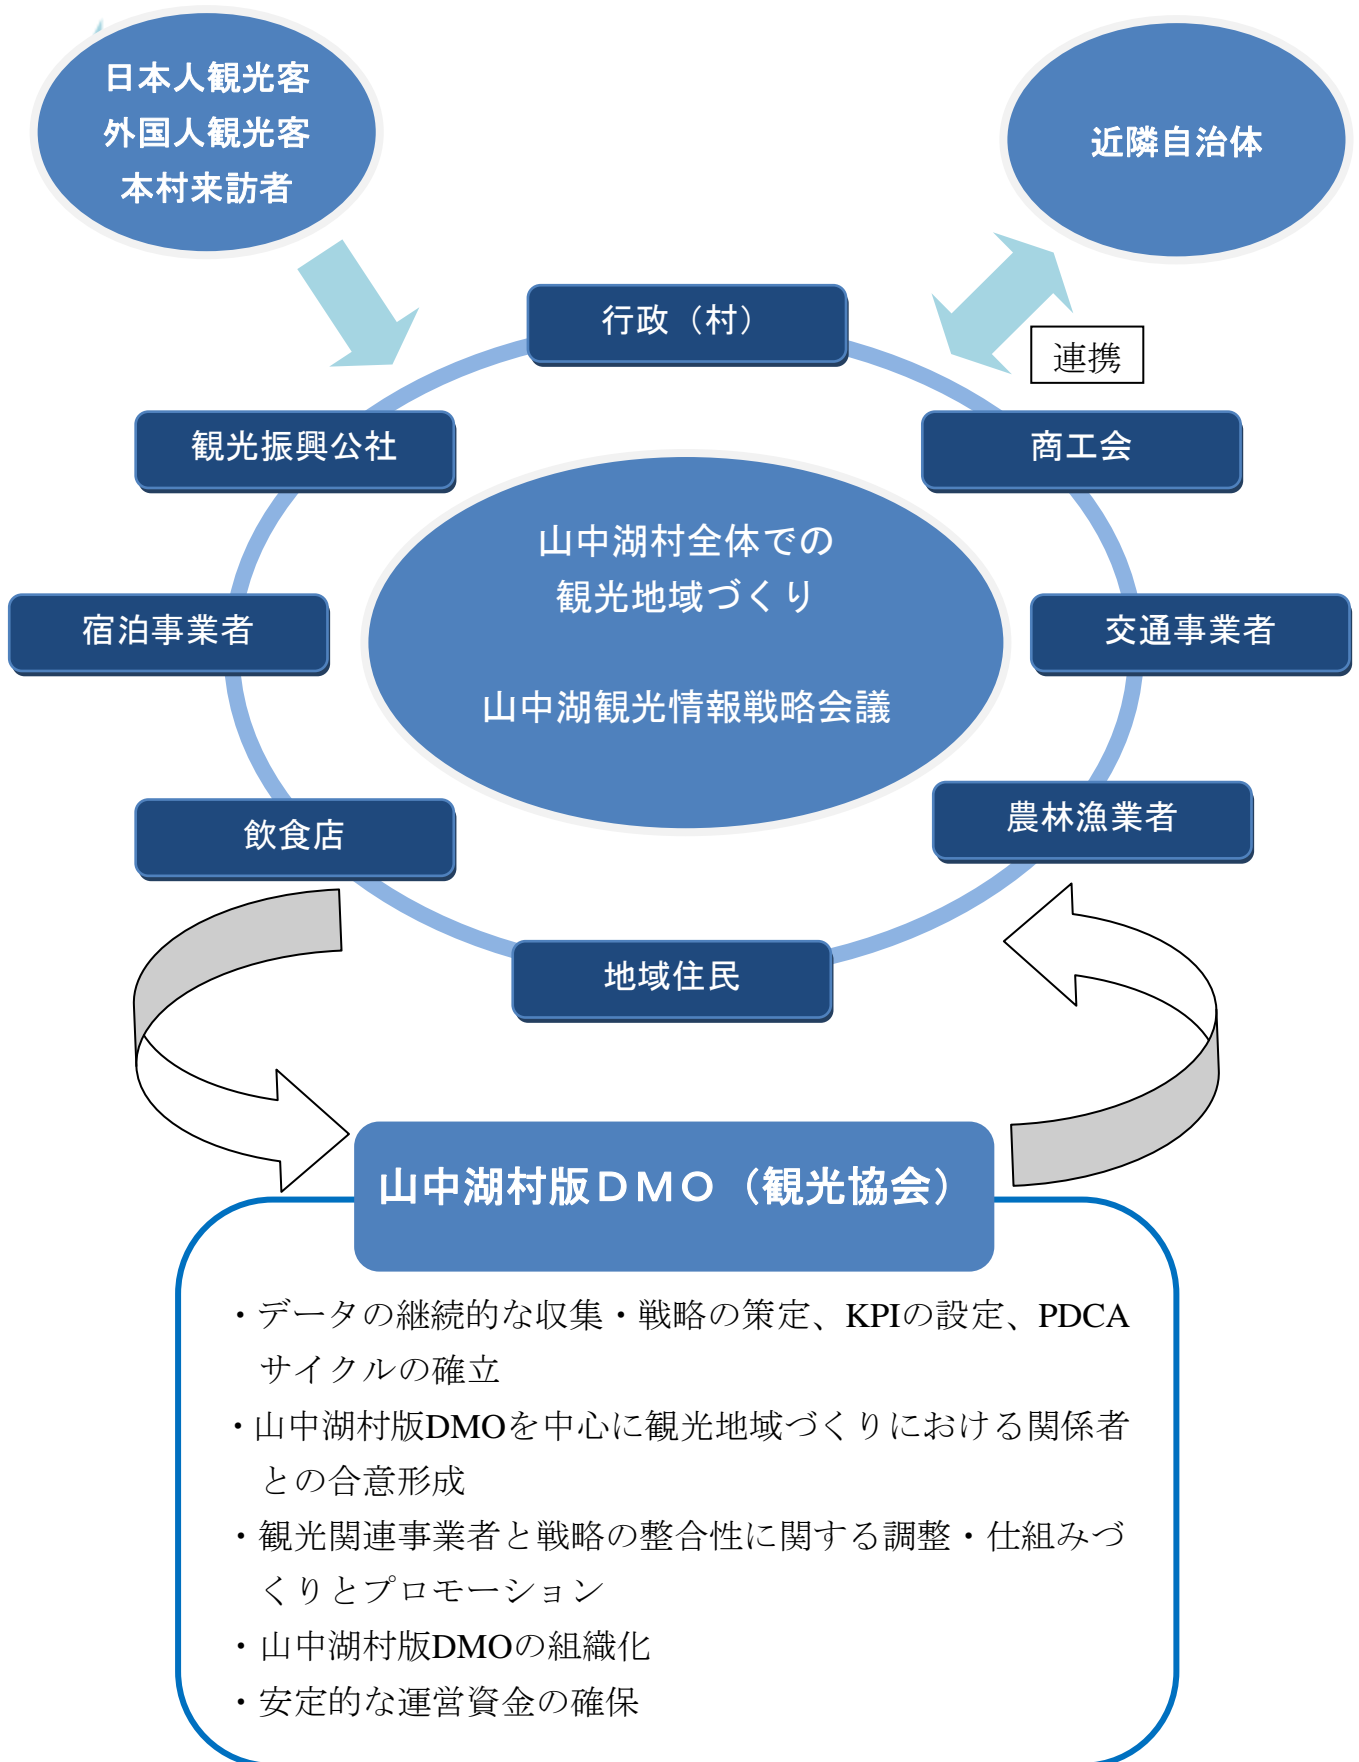 日本人観光客
外国人観光客
本村来訪者
近隣自治体
連携
行政（村）
観光振興公社
商工会
山中湖村全体での
観光地域づくり
山中湖観光情報戦略会議
宿泊事業者
交通事業者
飲食店
農林漁業者
地域住民
山中湖村版ＤＭＯ（観光協会）
・データの継続的な収集・戦略の策定、KPIの設定、PDCA
サイクルの確立
・山中湖村版DMOを中心に観光地域づくりにおける関係者
との合意形成
・観光関連事業者と戦略の整合性に関する調整・仕組みづ
くりとプロモーション
・山中湖村版DMOの組織化
・安定的な運営資金の確保